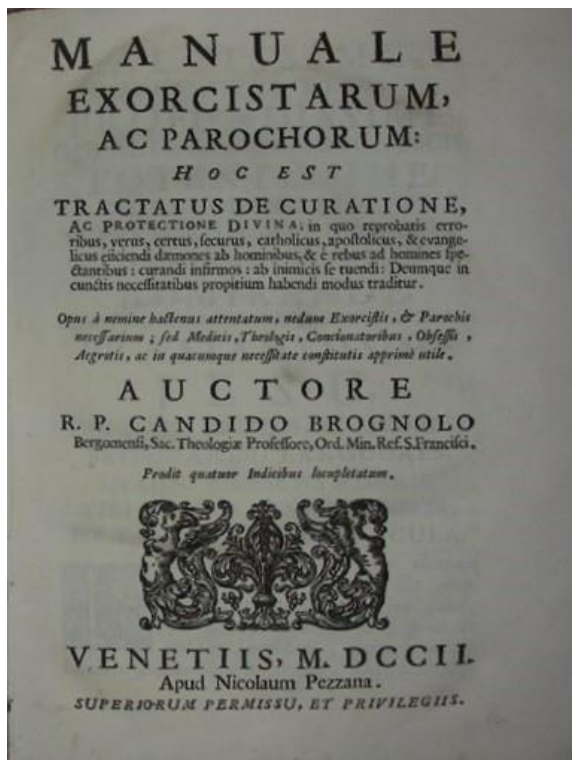 MANUALE
EXORCISTARUM,
AC PAROCHORUM:
HOC EST
TRACTATUS DE CURATIONE,
AC PROTECTIONE DIVINA; in quo reprobatis erro-
ribus, verus, certus, ſecurus, catholicus, apoſtolicus, & evange-
licus eiiciendi dæmones ab hominibus, & è rebus ad homines ſpe-
ctantibus: curandi infirmos: ab inimicis ſe tuendi: Deumque in
cunctis neceſſitatibus propitium habendi modus traditur.
Opus à nemine hactenus attentatum, nedum Exorciſtis, & Parochis
neceſſarium; ſed Medicis, Theologis, Concionatoribus, Obſeſſis,
Aegrotis, ac in quacumque neceſſitate conſtitutis apprimè utile.
AUCTORE
R. P. CANDIDO BROGNOLO
Bergomenſi, Sac. Theologiæ Profeſſore, Ord. Min. Ref. S. Franciſci.
Prodit quatuor Indicibus locupletatum.
VENETIIS, M. DCCII.
Apud Nicolaum Pezzana.
SUPERIORUM PERMISSU, ET PRIVILEGIIS.